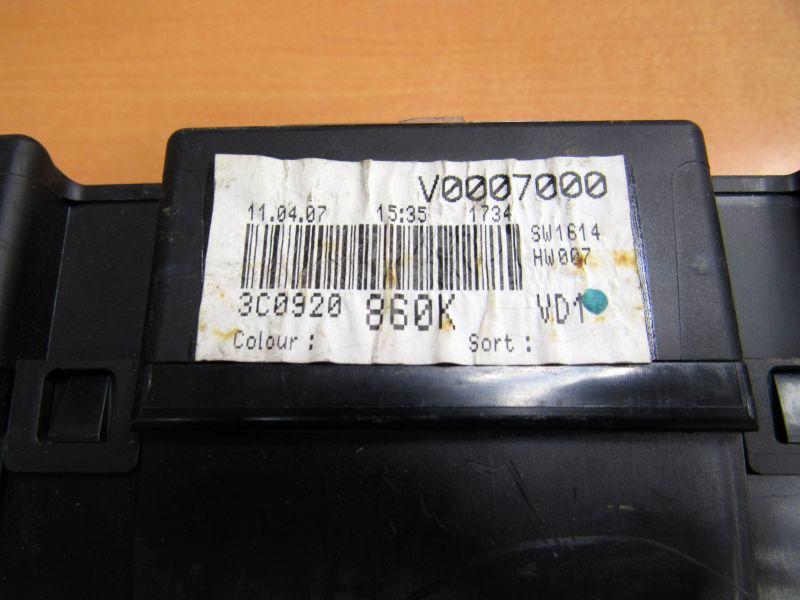 V0007000
11.04.07 15:35 1734
SW1614
HW007
3C0920 860K VD1
Colour : Sort :